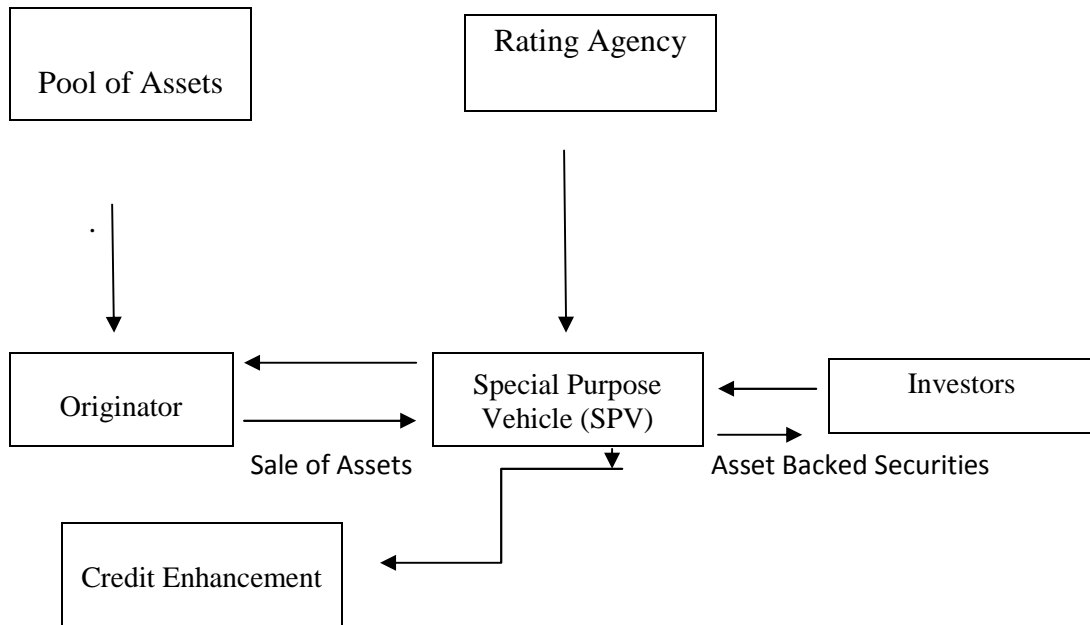 Rating Agency
Pool of Assets
Originator
Special Purpose
Vehicle (SPV)
Investors
Sale of Assets
Asset Backed Securities
Credit Enhancement